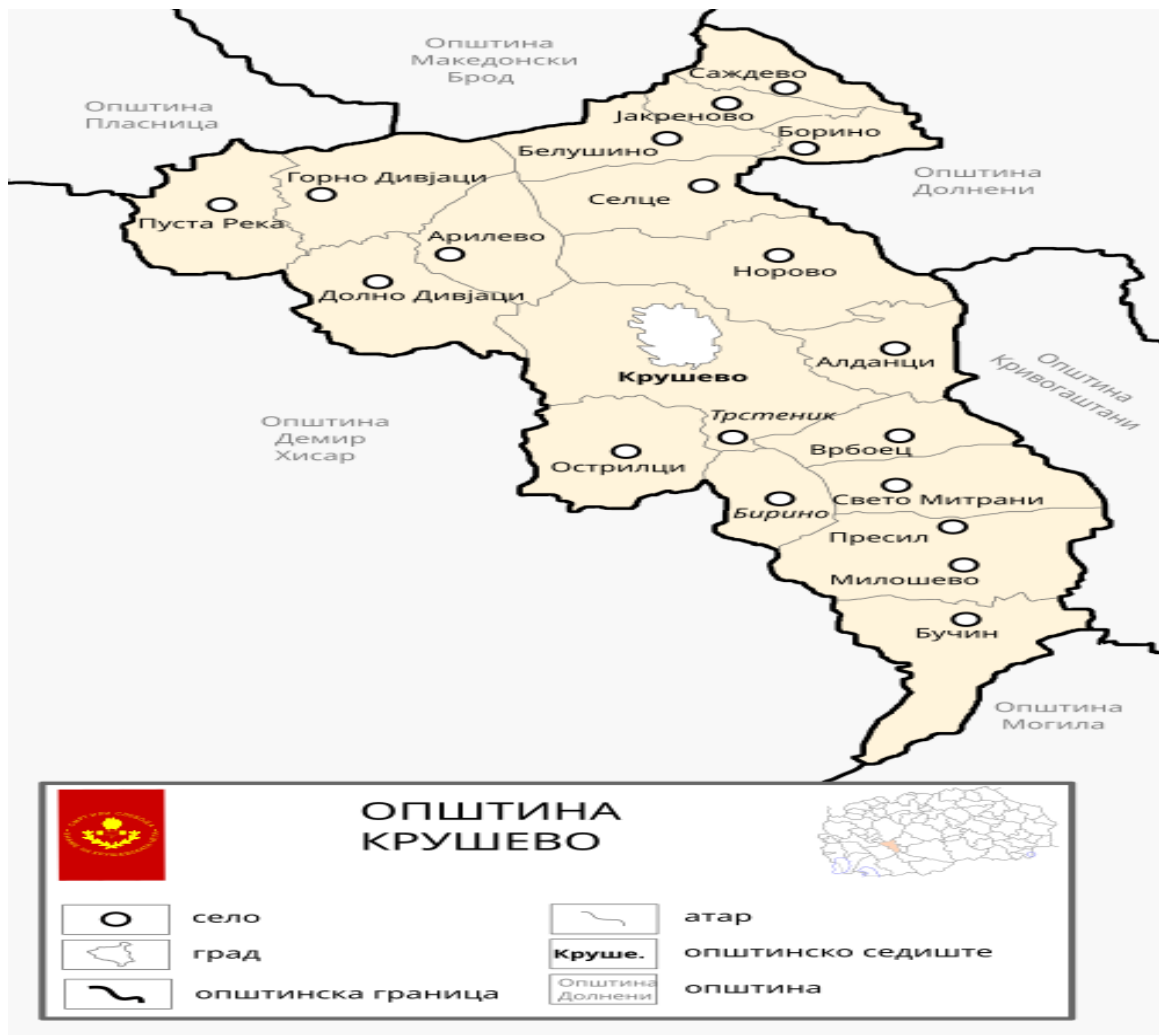 Општина
Македонски
Брод
Општина
Пласница
Саждево
Јакреново
Борино
Белушино
Општина
Долнени
Горно Дивјаци
Селце
Пуста Река
Арилево
Норово
Долно Дивјаци
Алданци
Крушево
Општина
Кривогаштани
Општина
Демир
Хисар
Трстеник
Врбоец
Острилци
Свето Митрани
Бирино
Пресил
Милошево
Бучин
Општина
Могила
ОПШТИНА
КРУШЕВО
село
атар
град
Круше.
општинско седиште
општинска граница
Општина
Долнени
општина